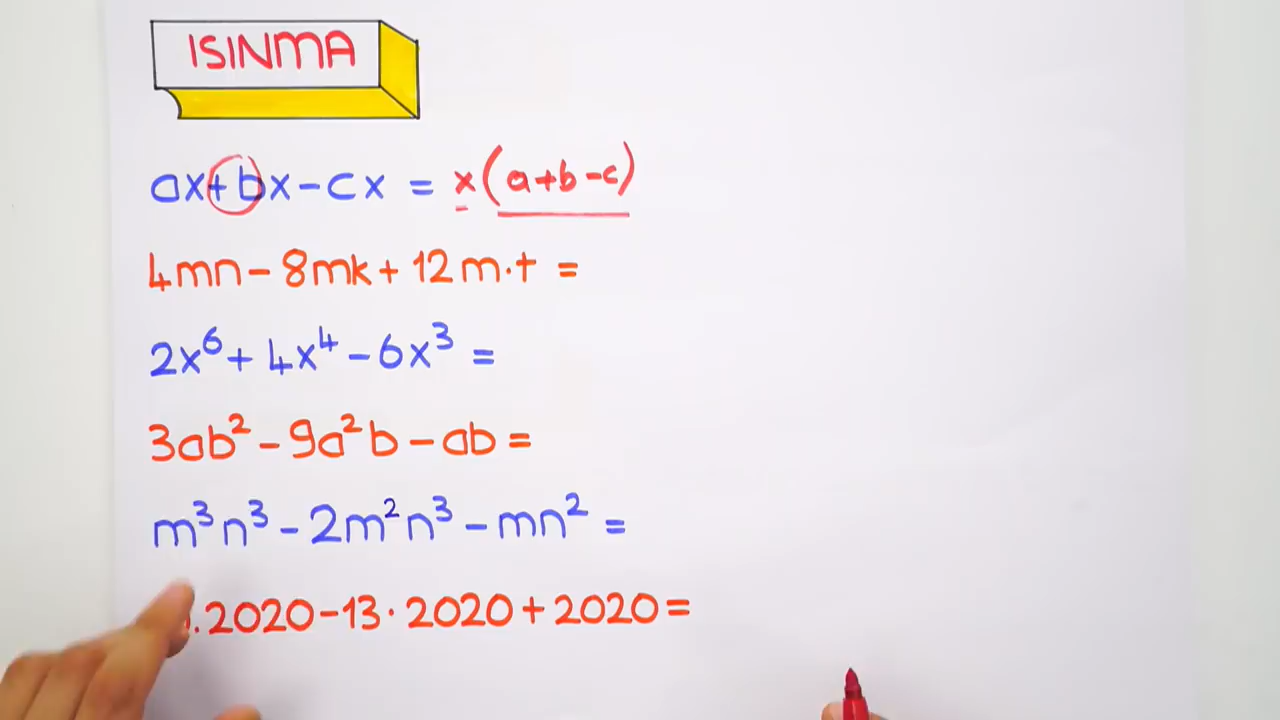 ISINMA
ax+bx-cx = x(a+b-c)
4mn-8mk+12m·t =
2x⁶+4x⁴-6x³ =
3ab²-9a²b-ab=
m³n³-2m²n³-mn² =
.2020-13·2020+2020=